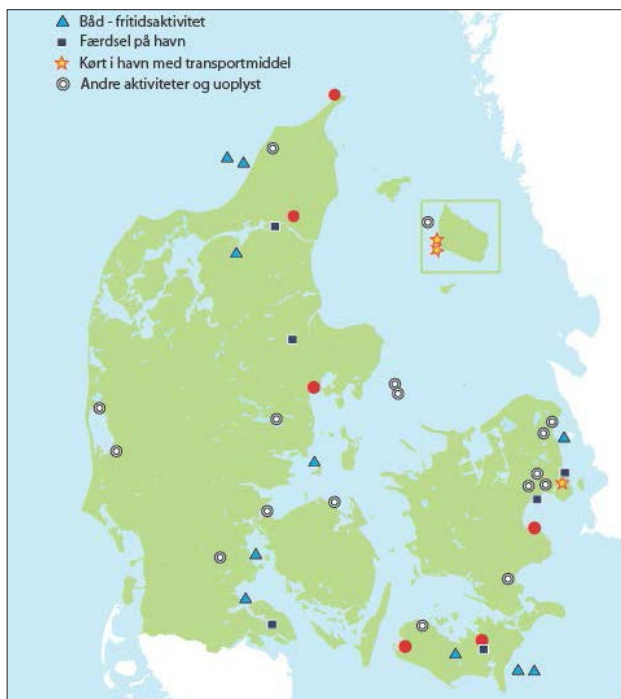 Båd - fritidsaktivitet
Færdsel på havn
Kørt i havn med transportmiddel
Andre aktiviteter og uoplyst